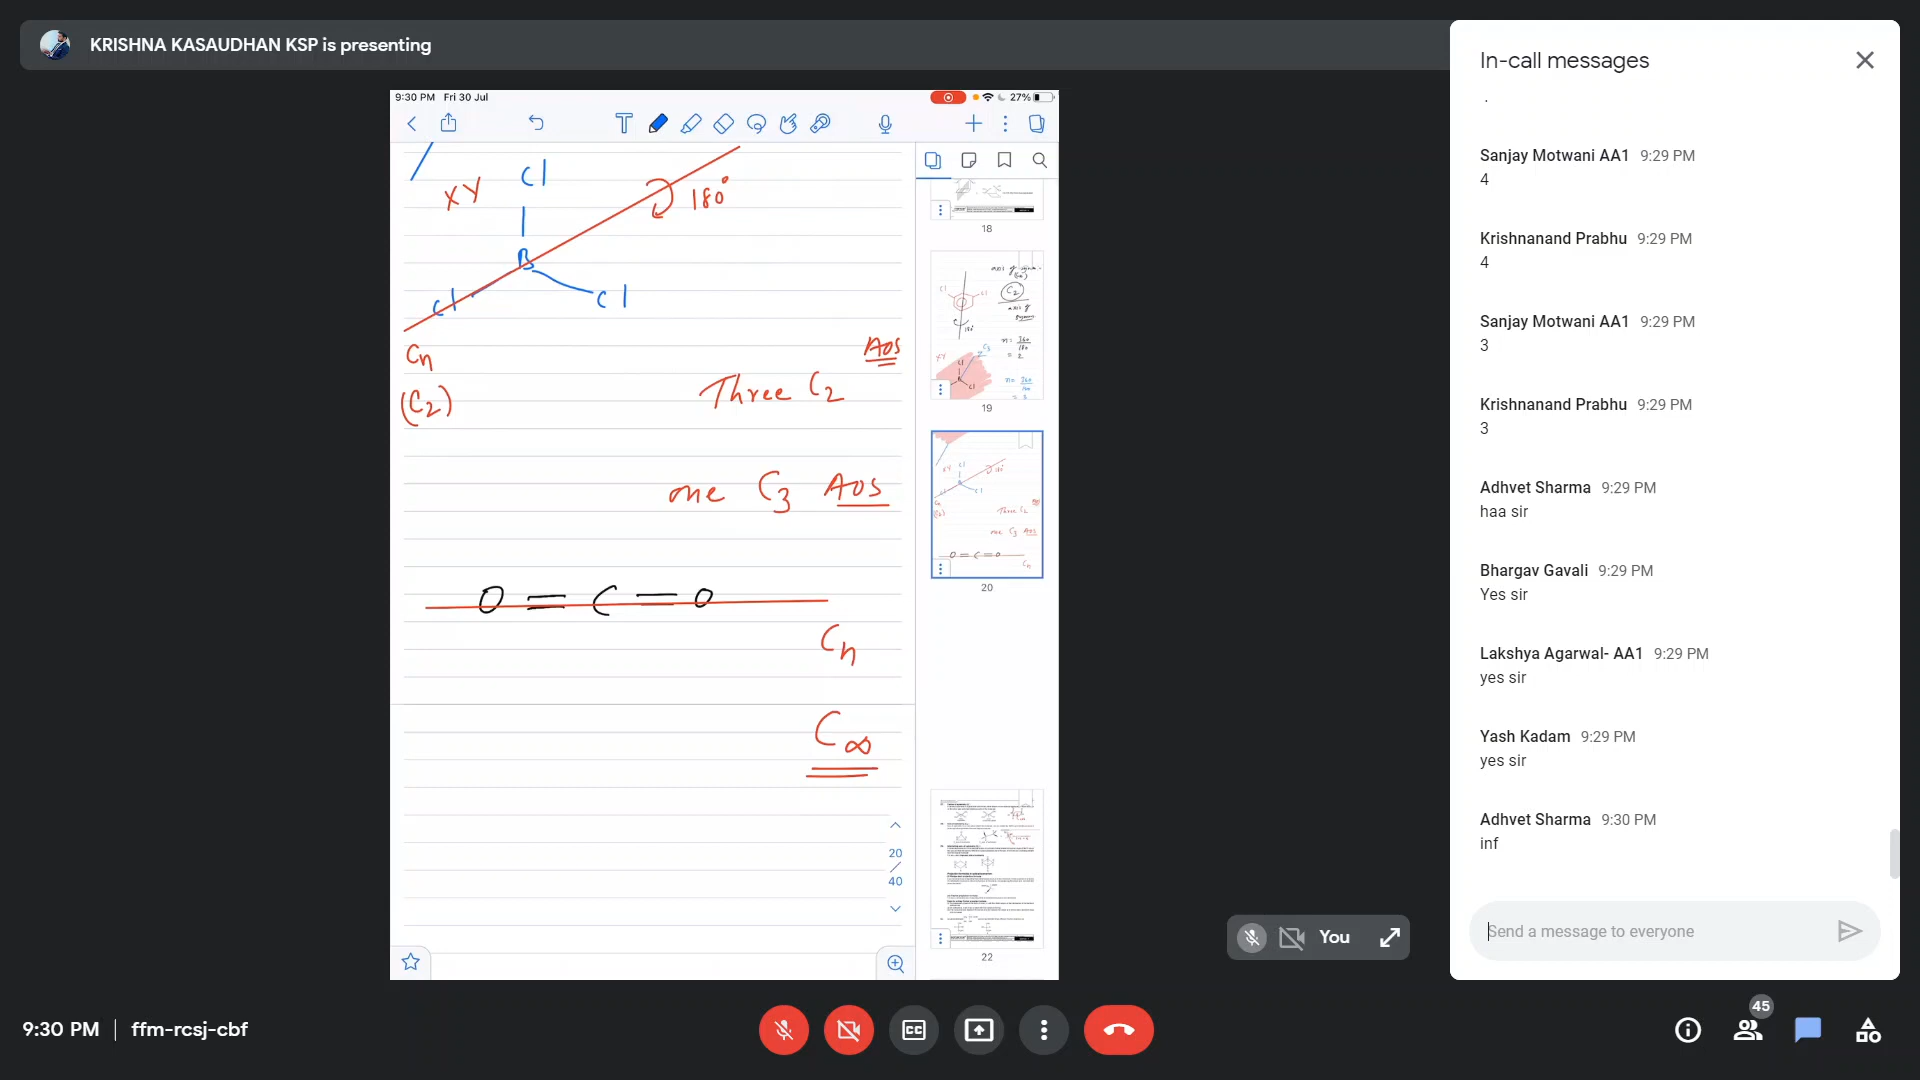 KRISHNA KASAUDHAN KSP is presenting
9:30 PM Fri 30 Jul
27%
XY
Cl
180°
B
Cl
Cl
Cn
(C2)
AOS
Three C2
one C3 AOS
O = C = O
Cn
C∞
20
40
18
19
20
22
In-call messages
Sanjay Motwani AA1 9:29 PM
4
Krishnanand Prabhu 9:29 PM
4
Sanjay Motwani AA1 9:29 PM
3
Krishnanand Prabhu 9:29 PM
3
Adhvet Sharma 9:29 PM
haa sir
Bhargav Gavali 9:29 PM
Yes sir
Lakshya Agarwal- AA1 9:29 PM
yes sir
Yash Kadam 9:29 PM
yes sir
Adhvet Sharma 9:30 PM
inf
Send a message to everyone
You
9:30 PM | ffm-rcsj-cbf
CC
45